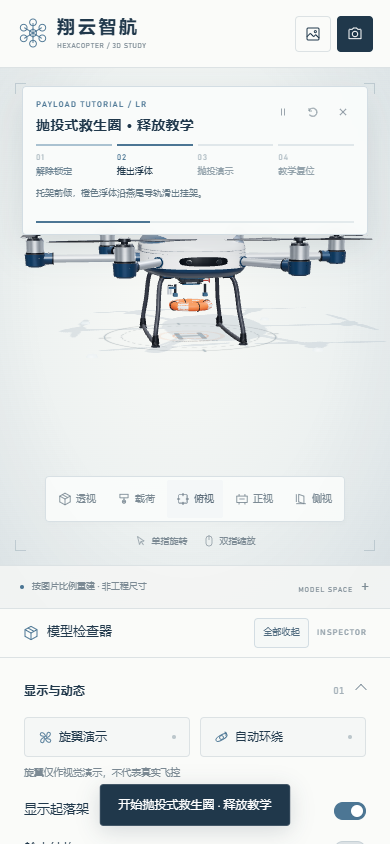 翔云智航
HEXACOPTER / 3D STUDY
PAYLOAD TUTORIAL / LR
抛投式救生圈 • 释放教学
01 02 03 04
解除锁定 推出浮体 抛投演示 教学复位
托架前倾，橙色浮体沿燕尾导轨滑出挂架。
透视 载荷 俯视 正视 侧视
单指旋转 双指缩放
按图片比例重建 · 非工程尺寸 MODEL SPACE
模型检查器 全部收起 INSPECTOR
显示与动态 01
旋翼演示 自动环绕
旋翼仅作视觉演示，不代表真实飞控
显示起落架
开始抛投式救生圈 · 释放教学